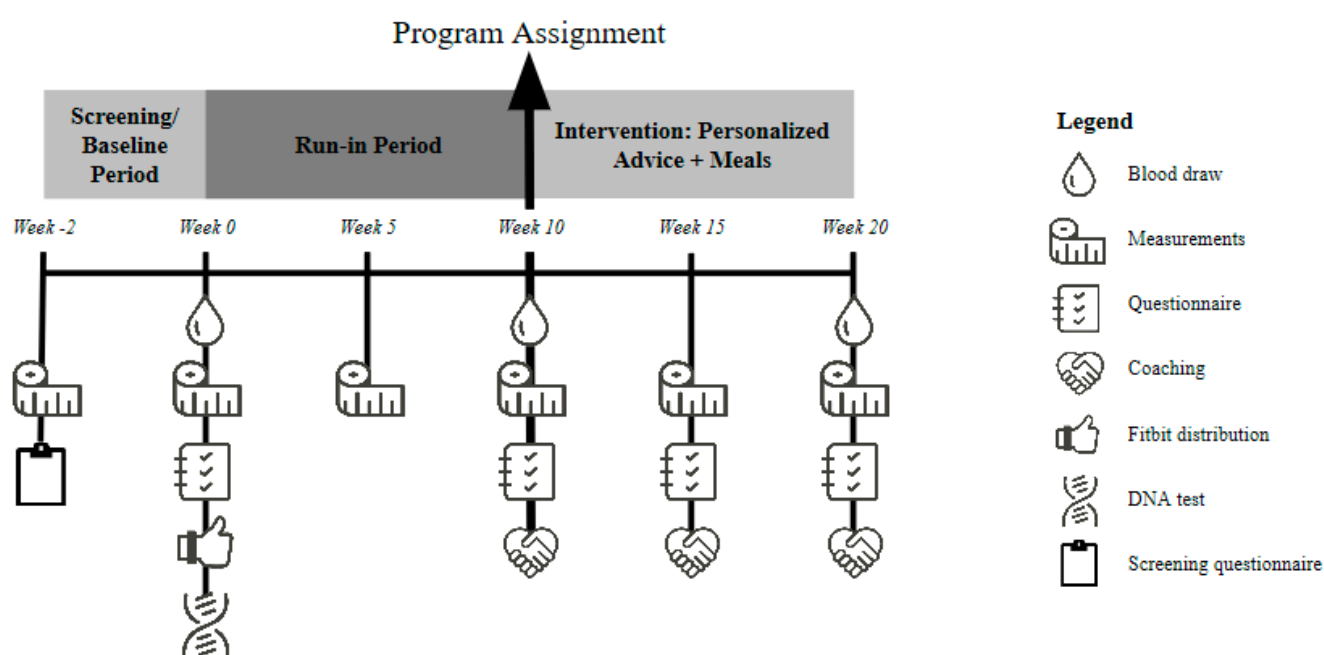 Program Assignment
Screening/
Baseline
Period
Run-in Period
Intervention: Personalized
Advice + Meals
Week -2
Week 0
Week 5
Week 10
Week 15
Week 20
Legend
Blood draw
Measurements
Questionnaire
Coaching
Fitbit distribution
DNA test
Screening questionnaire